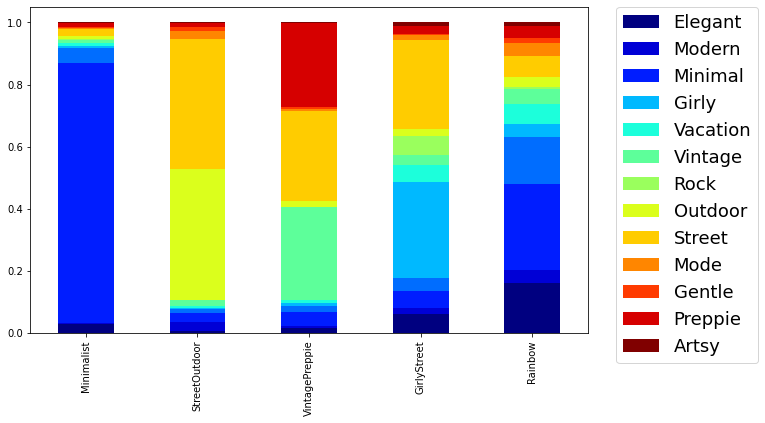 1.0
0.8
0.6
0.4
0.2
0.0
Minimalist
StreetOutdoor
VintagePreppie
GirlyStreet
Rainbow
Elegant
Modern
Minimal
Girly
Vacation
Vintage
Rock
Outdoor
Street
Mode
Gentle
Preppie
Artsy